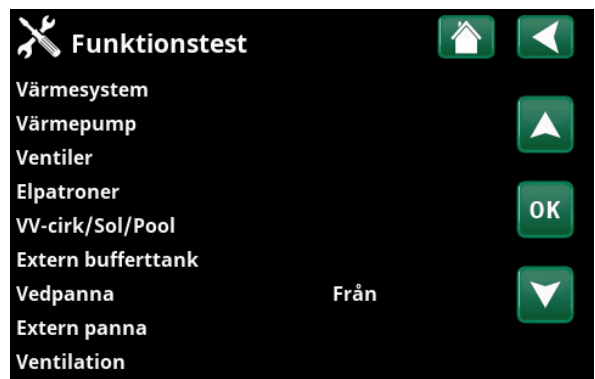 Funktionstest
Värmesystem
Värmepump
Ventiler
Elpatroner
VV-cirk/Sol/Pool
OK
Extern bufferttank
Vedpanna Från
Extern panna
Ventilation